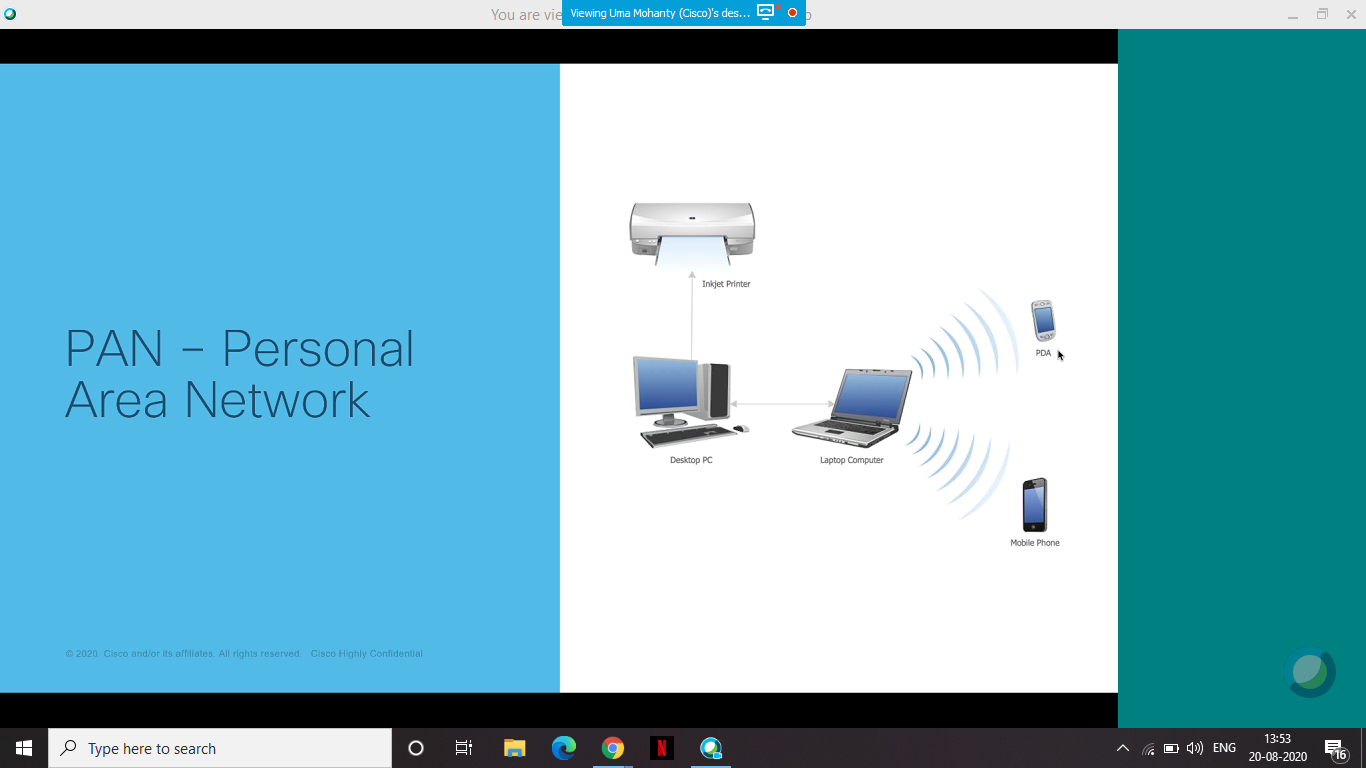 You are vie
Viewing Uma Mohanty (Cisco)'s des...
PAN – Personal
Area Network
Inkjet Printer
PDA
Desktop PC
Laptop Computer
Mobile Phone
© 2020 Cisco and/or its affiliates. All rights reserved. Cisco Highly Confidential
Type here to search
N
ENG
13:53
20-08-2020
16